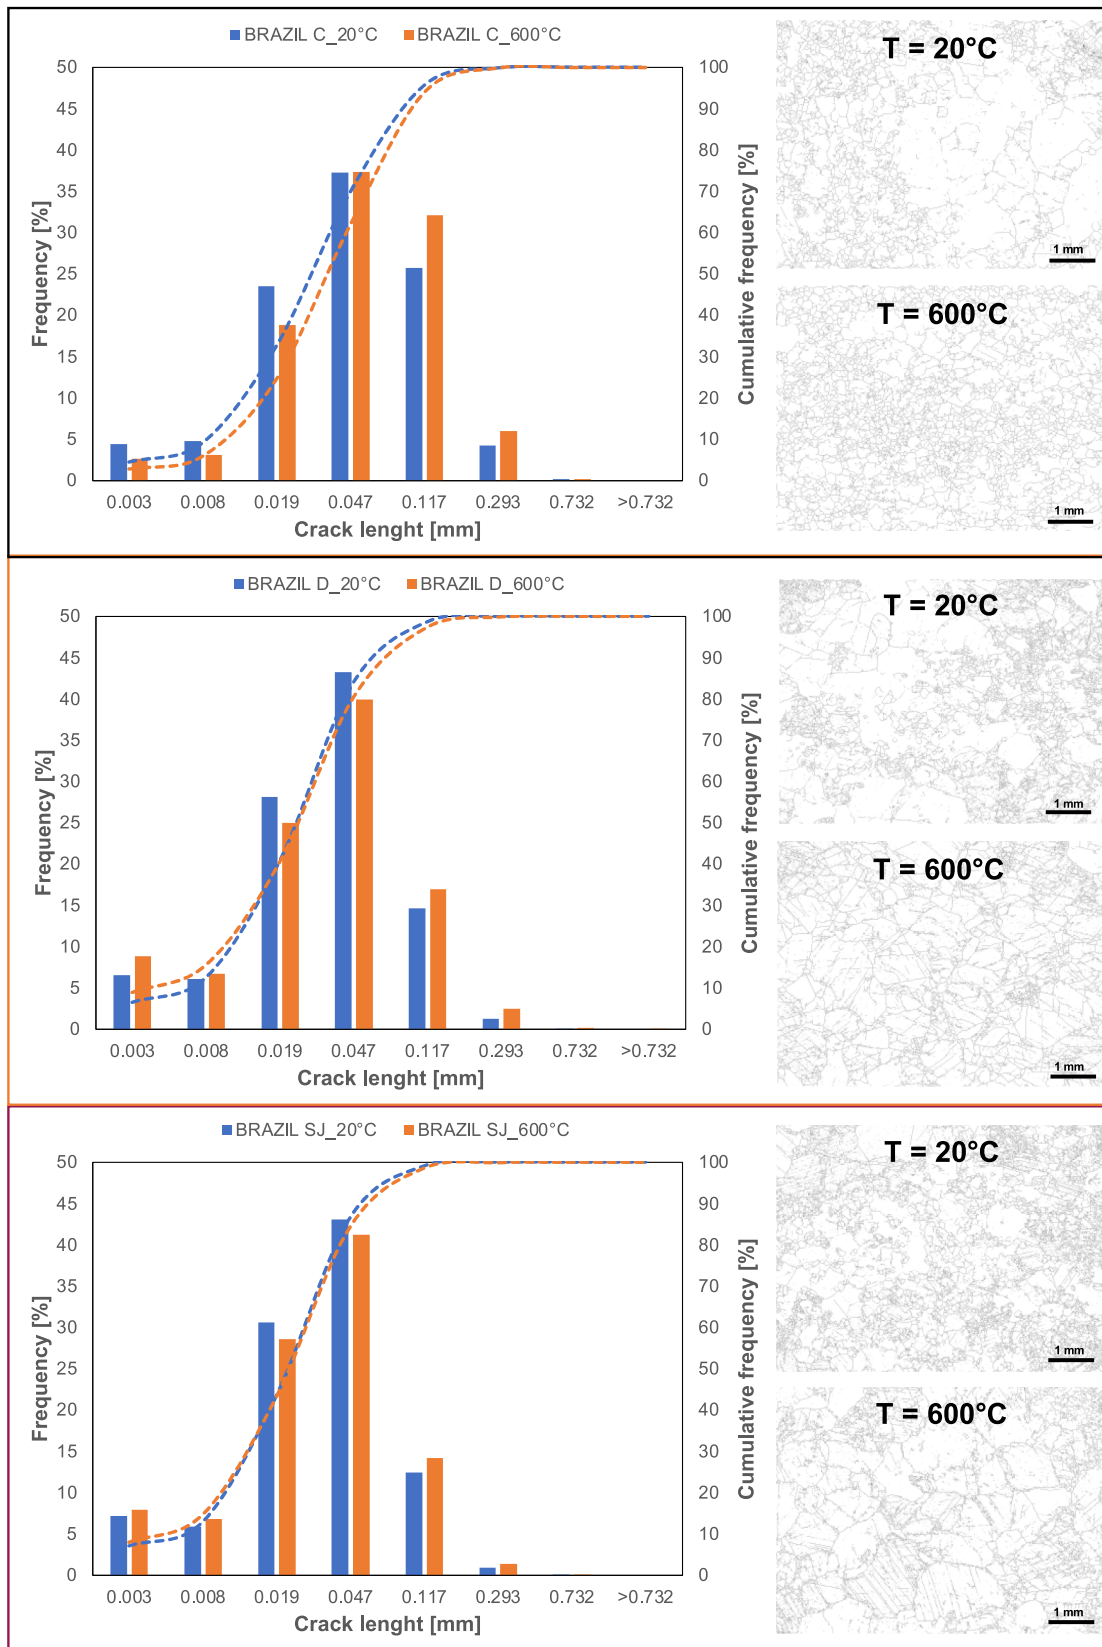 BRAZIL C_20°C BRAZIL C_600°C
Frequency [%]
50
45
40
35
30
25
20
15
10
5
0
100
90
80
70
60
50
40
30
20
10
0
Cumulative frequency [%]
0.003 0.008 0.019 0.047 0.117 0.293 0.732 >0.732
Crack lenght [mm]
T = 20°C
1 mm
T = 600°C
1 mm
BRAZIL D_20°C BRAZIL D_600°C
Frequency [%]
50
45
40
35
30
25
20
15
10
5
0
100
90
80
70
60
50
40
30
20
10
0
Cumulative frequency [%]
0.003 0.008 0.019 0.047 0.117 0.293 0.732 >0.732
Crack lenght [mm]
T = 20°C
1 mm
T = 600°C
1 mm
BRAZIL SJ_20°C BRAZIL SJ_600°C
Frequency [%]
50
45
40
35
30
25
20
15
10
5
0
100
90
80
70
60
50
40
30
20
10
0
Cumulative frequency [%]
0.003 0.008 0.019 0.047 0.117 0.293 0.732 >0.732
Crack lenght [mm]
T = 20°C
1 mm
T = 600°C
1 mm